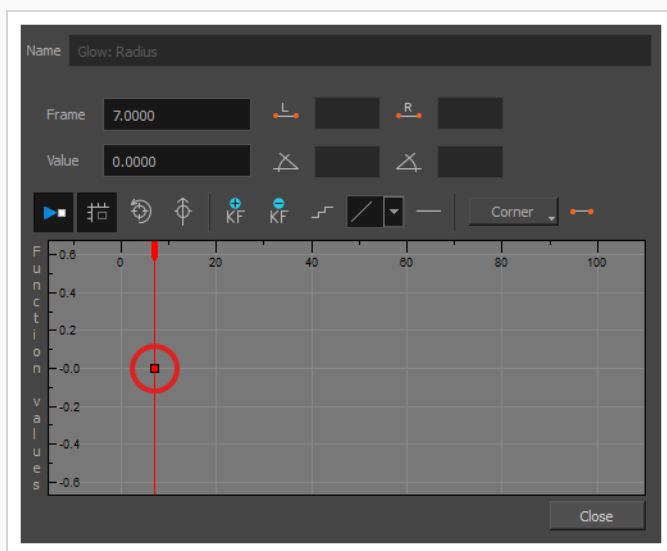 Name Glow: Radius
Frame 7.0000 L R
Value 0.0000
KF KF Corner
Function values
-0.6
0 20 40 60 80 100
-0.4
-0.2
-0.0
-0.2
-0.4
-0.6
Close